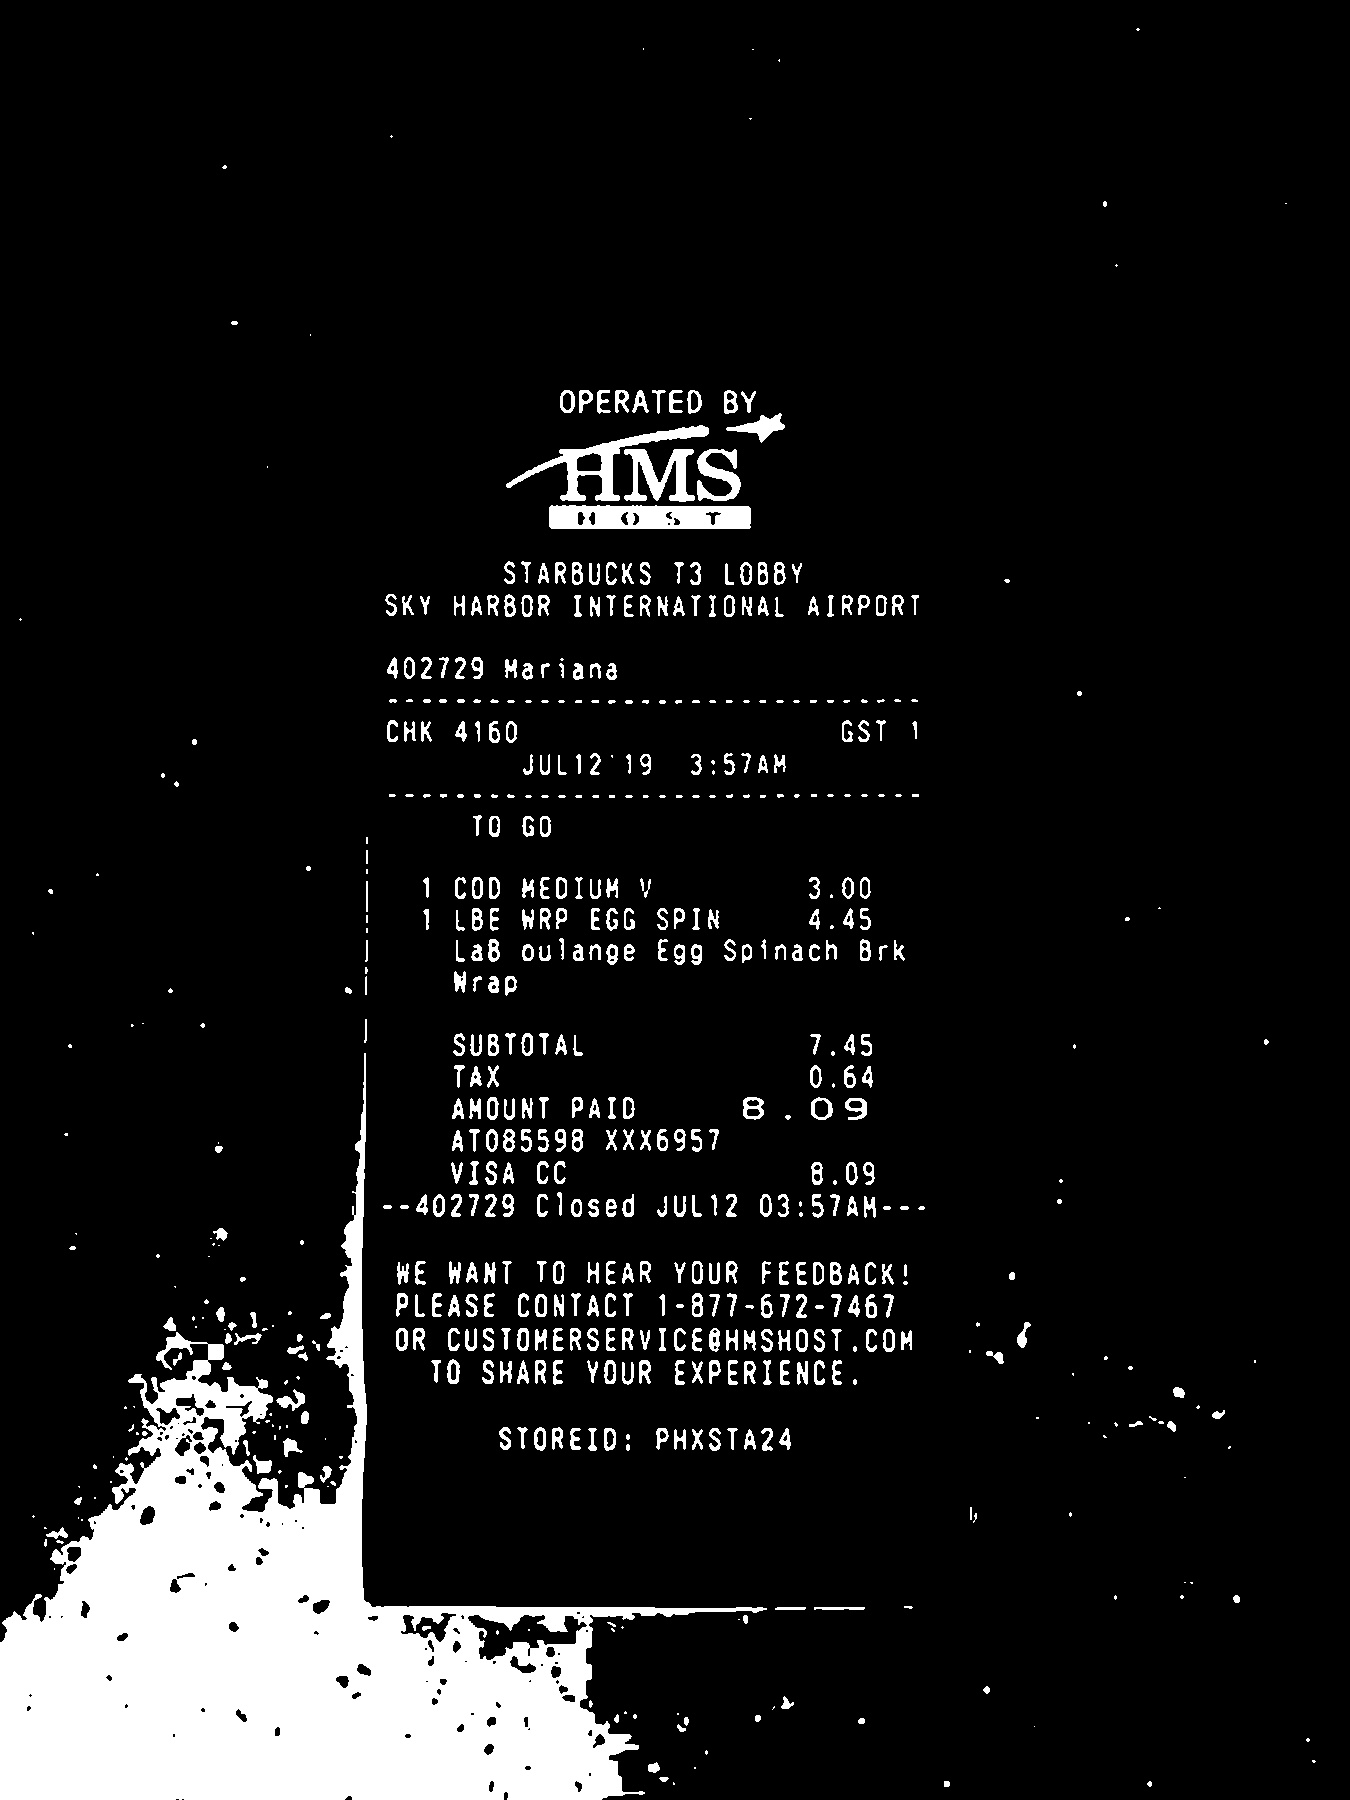 OPERATED BY
HMS
HOST
STARBUCKS T3 LOBBY
SKY HARBOR INTERNATIONAL AIRPORT
402729 Mariana
--------------------------------
CHK 4160 GST 1
JUL12'19 3:57AM
--------------------------------
TO GO
1 COD MEDIUM V 3.00
1 LBE WRP EGG SPIN 4.45
LaB oulange Egg Spinach Brk
Wrap
SUBTOTAL 7.45
TAX 0.64
AMOUNT PAID 8.09
AT085598 XXX6957
VISA CC 8.09
--402729 Closed JUL12 03:57AM---
WE WANT TO HEAR YOUR FEEDBACK!
PLEASE CONTACT 1-877-672-7467
OR CUSTOMERSERVICE@HMSHOST.COM
TO SHARE YOUR EXPERIENCE.
STOREID: PHXSTA24